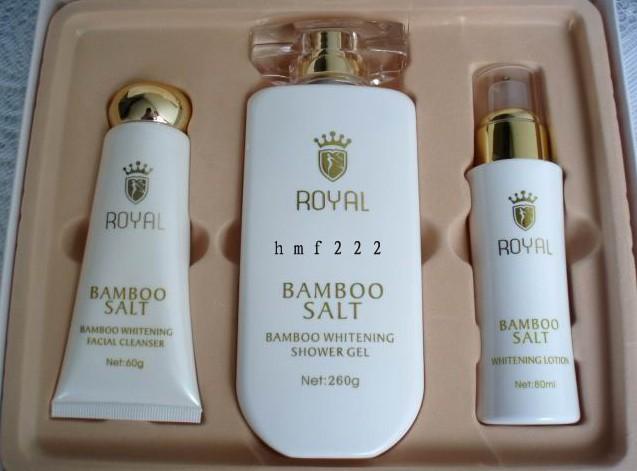 ROYAL
BAMBOO
SALT
BAMBOO WHITENING
FACIAL CLEANSER
Net:60g
ROYAL
hmf222
BAMBOO
SALT
BAMBOO WHITENING
SHOWER GEL
Net:260g
ROYAL
BAMBOO
SALT
WHITENING LOTION
Net:80ml